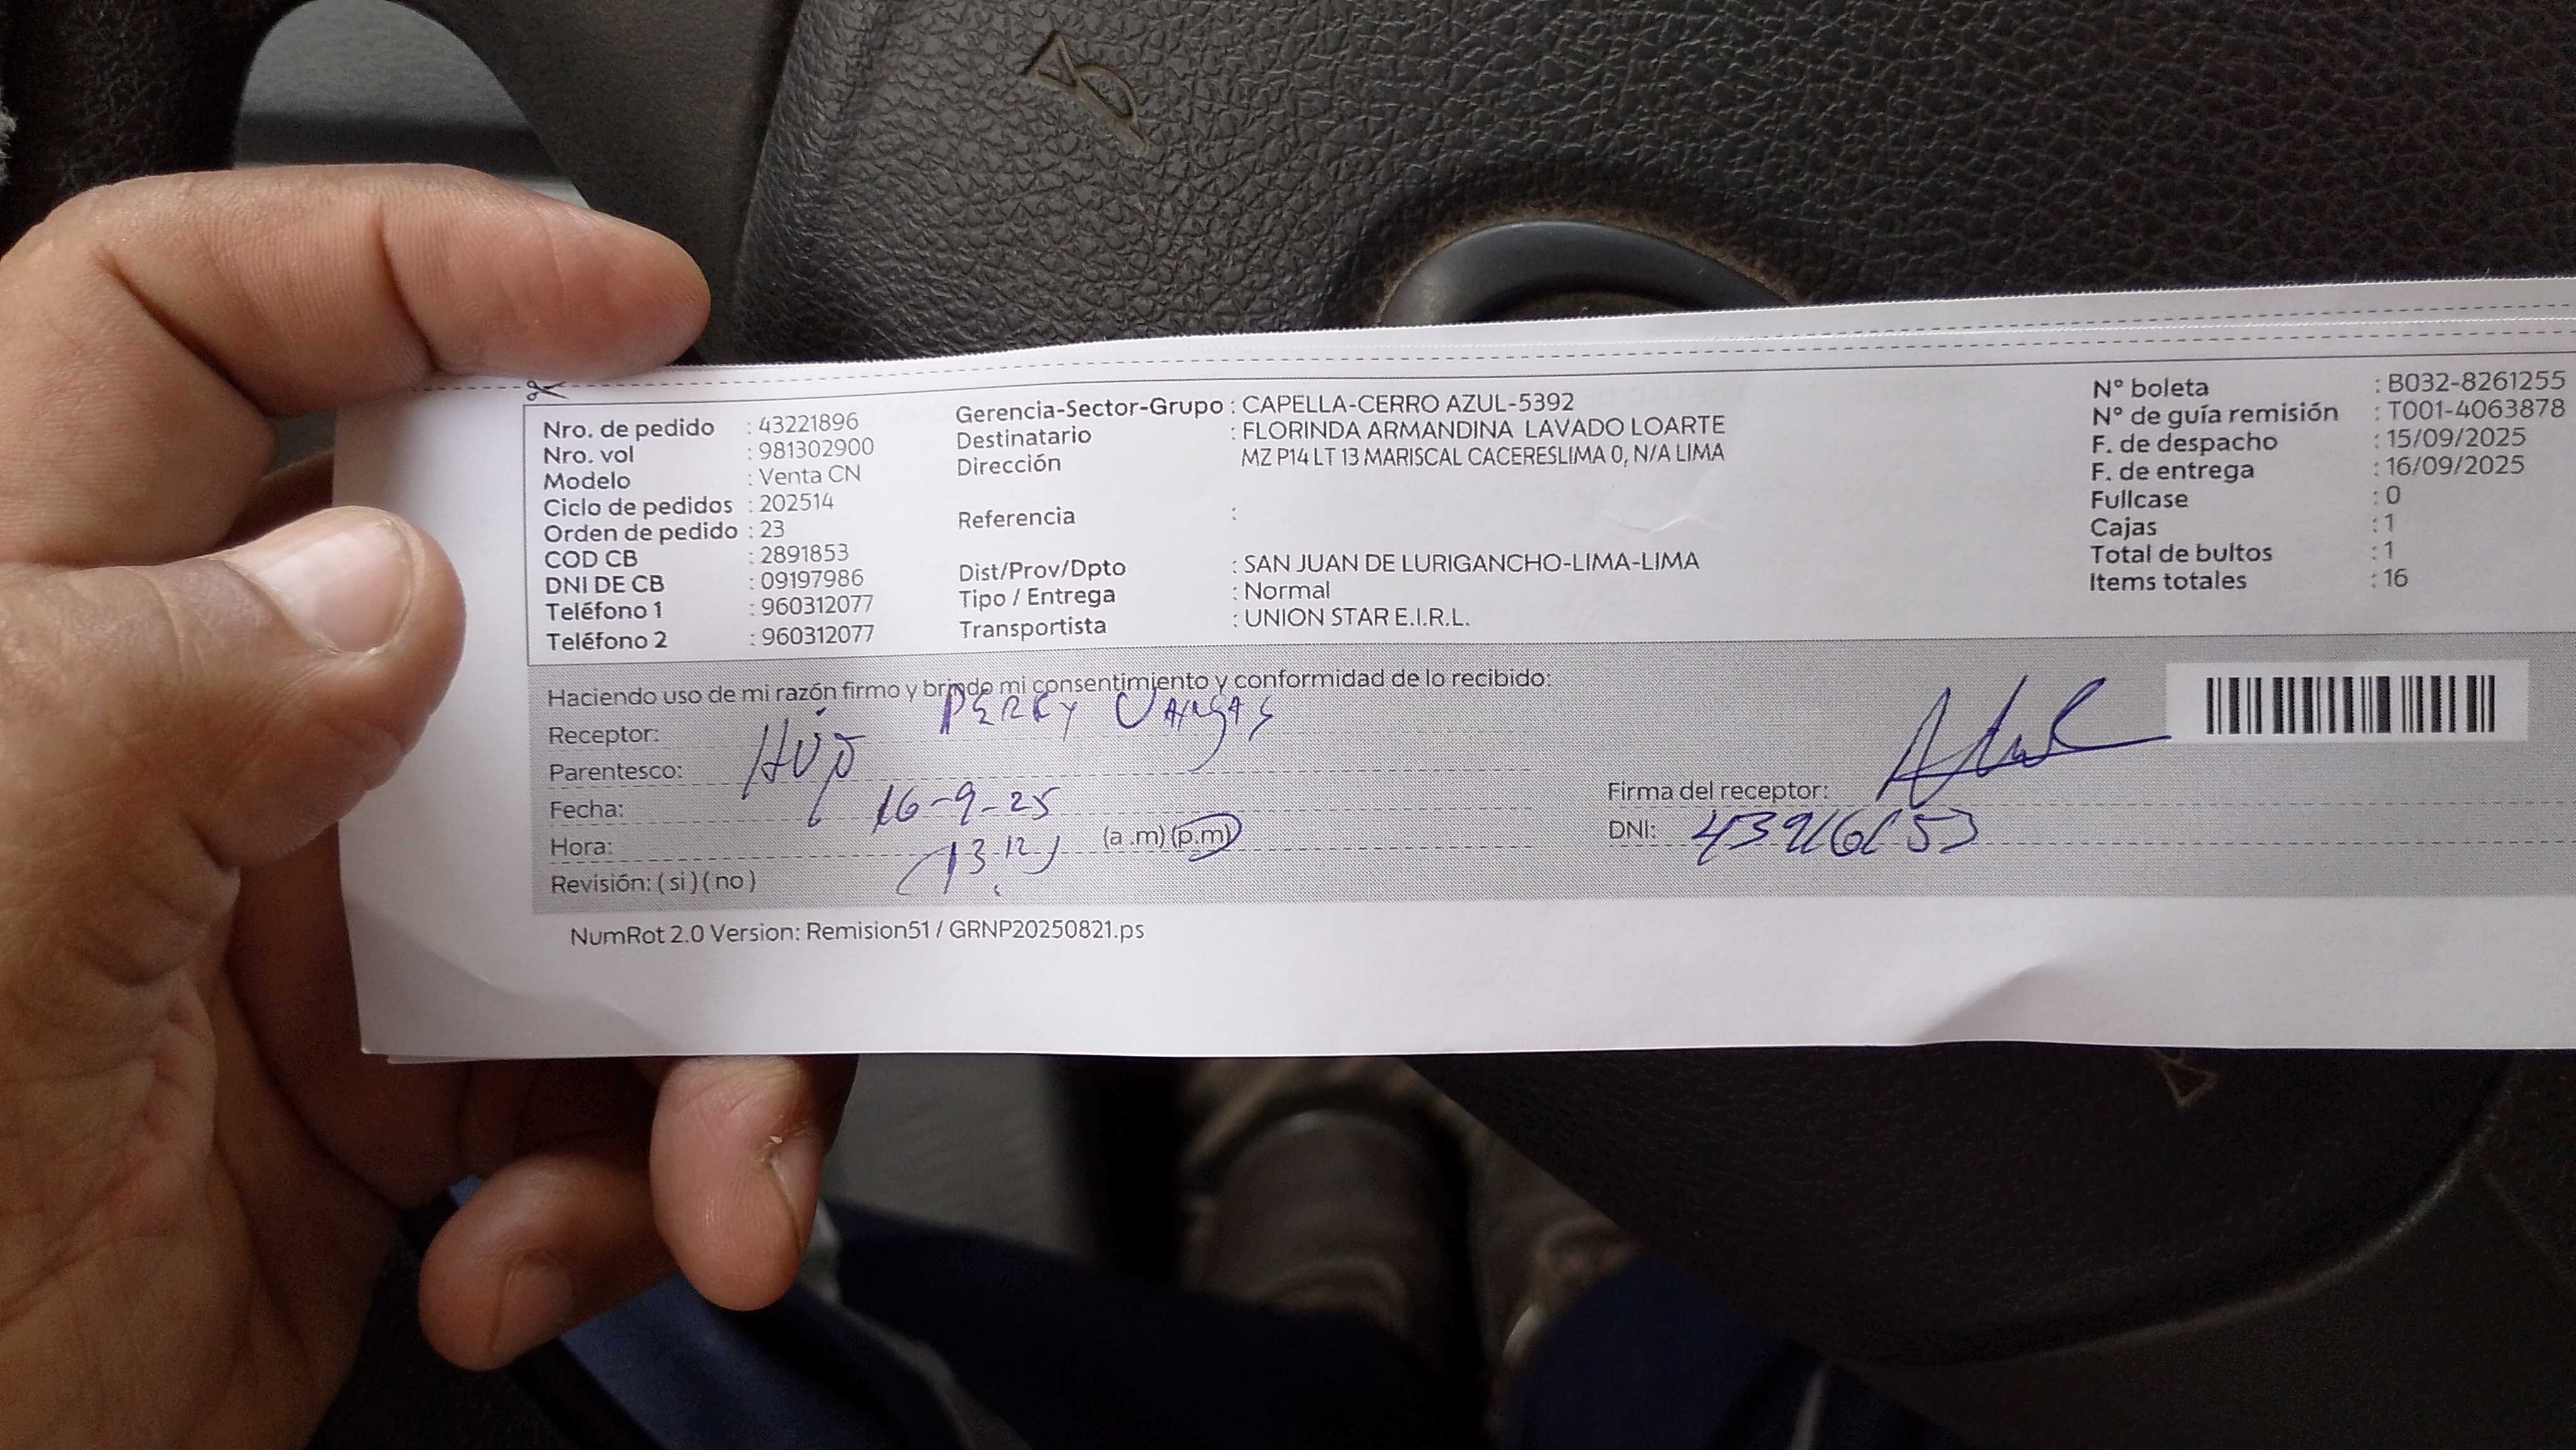 Nro. de pedido : 43221896
Nro. vol : 981302900
Modelo : Venta CN
Ciclo de pedidos : 202514
Orden de pedido : 23
COD CB : 2891853
DNI DE CB : 09197986
Teléfono 1 : 960312077
Teléfono 2 : 960312077
Gerencia-Sector-Grupo : CAPELLA-CERRO AZUL-5392
Destinatario : FLORINDA ARMANDINA LAVADO LOARTE
Dirección MZ P14 LT 13 MARISCAL CACERESLIMA 0, N/A LIMA
Referencia :
Dist/Prov/Dpto : SAN JUAN DE LURIGANCHO-LIMA-LIMA
Tipo / Entrega : Normal
Transportista : UNION STAR E.I.R.L.
N° boleta : B032-8261255
N° de guía remisión : T001-4063878
F. de despacho : 15/09/2025
F. de entrega : 16/09/2025
Fullcase : 0
Cajas : 1
Total de bultos : 1
Items totales : 16
Haciendo uso de mi razón firmo y brindo mi consentimiento y conformidad de lo recibido:
Receptor: PERCY VARGAS
Parentesco: Hijo
Fecha: 16-9-25
Hora: 13:12 (a .m) (p.m)
Revisión: ( si ) ( no )
Firma del receptor:
DNI:
NumRot 2.0 Version: Remision51 / GRNP20250821.ps